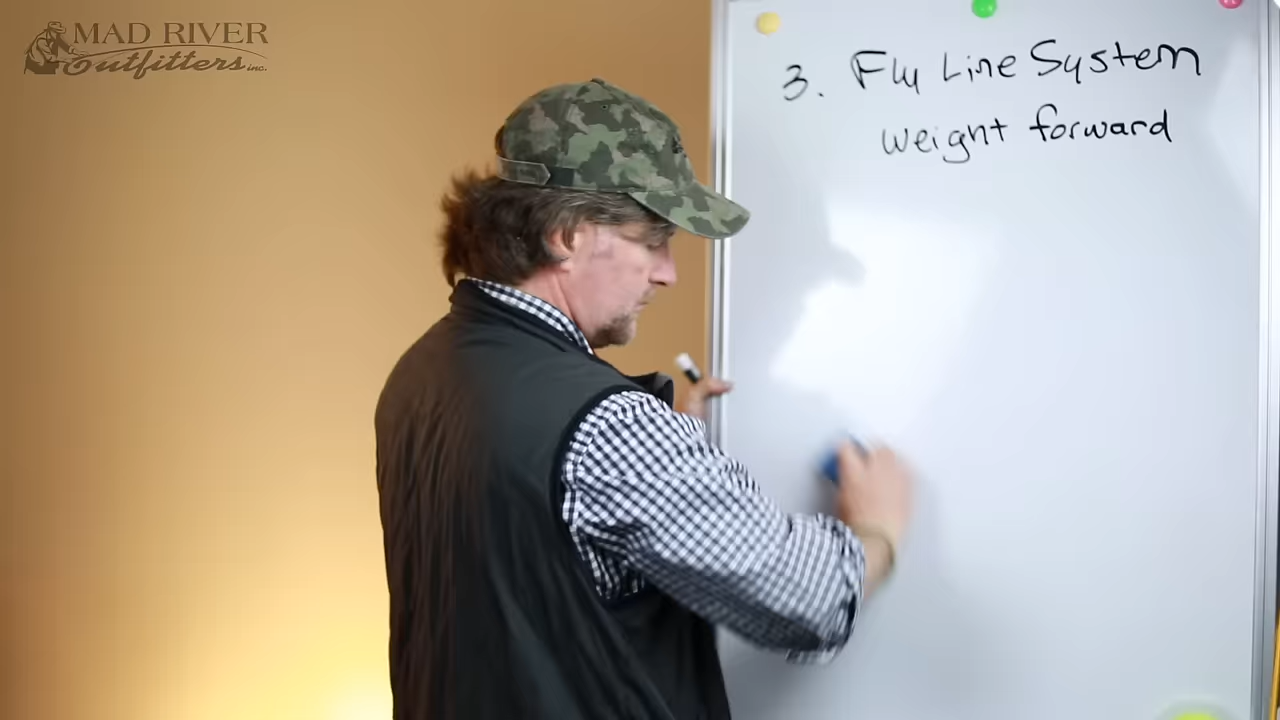 MAD RIVER
Outfitters inc.
3. Fly Line System
weight forward